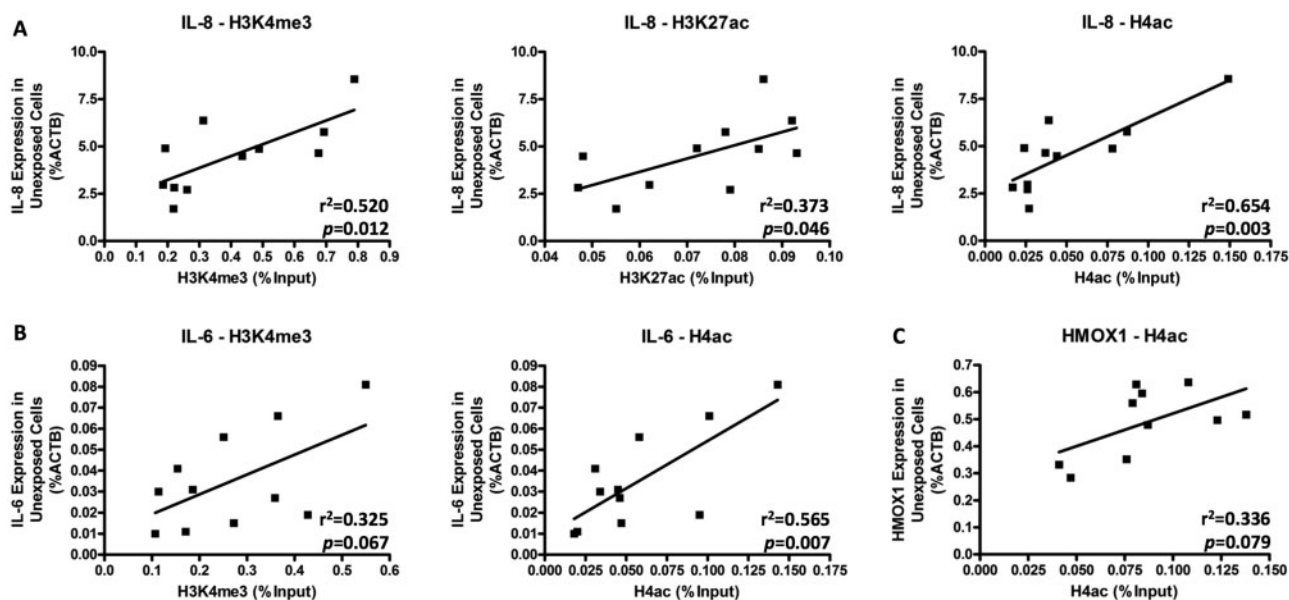 A
IL-8 - H3K4me3
IL-8 Expression in
Unexposed Cells
(%ACTB)
10.0
7.5
5.0
2.5
0.0
r²=0.520
p=0.012
0.0 0.1 0.2 0.3 0.4 0.5 0.6 0.7 0.8 0.9
H3K4me3 (%Input)
IL-8 - H3K27ac
IL-8 Expression in
Unexposed Cells
(%ACTB)
10.0
7.5
5.0
2.5
0.0
r²=0.373
p=0.046
0.04 0.05 0.06 0.07 0.08 0.09 0.10
H3K27ac (%Input)
IL-8 - H4ac
IL-8 Expression in
Unexposed Cells
(%ACTB)
10.0
7.5
5.0
2.5
0.0
r²=0.654
p=0.003
0.000 0.025 0.050 0.075 0.100 0.125 0.150 0.175
H4ac (%Input)
B
IL-6 - H3K4me3
IL-6 Expression in
Unexposed Cells
(%ACTB)
0.09
0.08
0.07
0.06
0.05
0.04
0.03
0.02
0.01
0.00
r²=0.325
p=0.067
0.0 0.1 0.2 0.3 0.4 0.5 0.6
H3K4me3 (%Input)
IL-6 - H4ac
IL-6 Expression in
Unexposed Cells
(%ACTB)
0.09
0.08
0.07
0.06
0.05
0.04
0.03
0.02
0.01
0.00
r²=0.565
p=0.007
0.000 0.025 0.050 0.075 0.100 0.125 0.150 0.175
H4ac (%Input)
C
HMOX1 - H4ac
HMOX1 Expression in
Unexposed Cells
(%ACTB)
0.7
0.6
0.5
0.4
0.3
0.2
0.1
0.0
r²=0.336
p=0.079
0.000 0.025 0.050 0.075 0.100 0.125 0.150
H4ac (%Input)